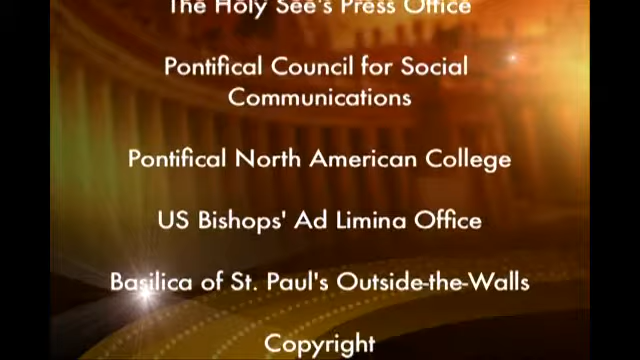 The Holy See's Press Office
Pontifical Council for Social
Communications
Pontifical North American College
US Bishops' Ad Limina Office
Basilica of St. Paul's Outside-the-Walls
Copyright